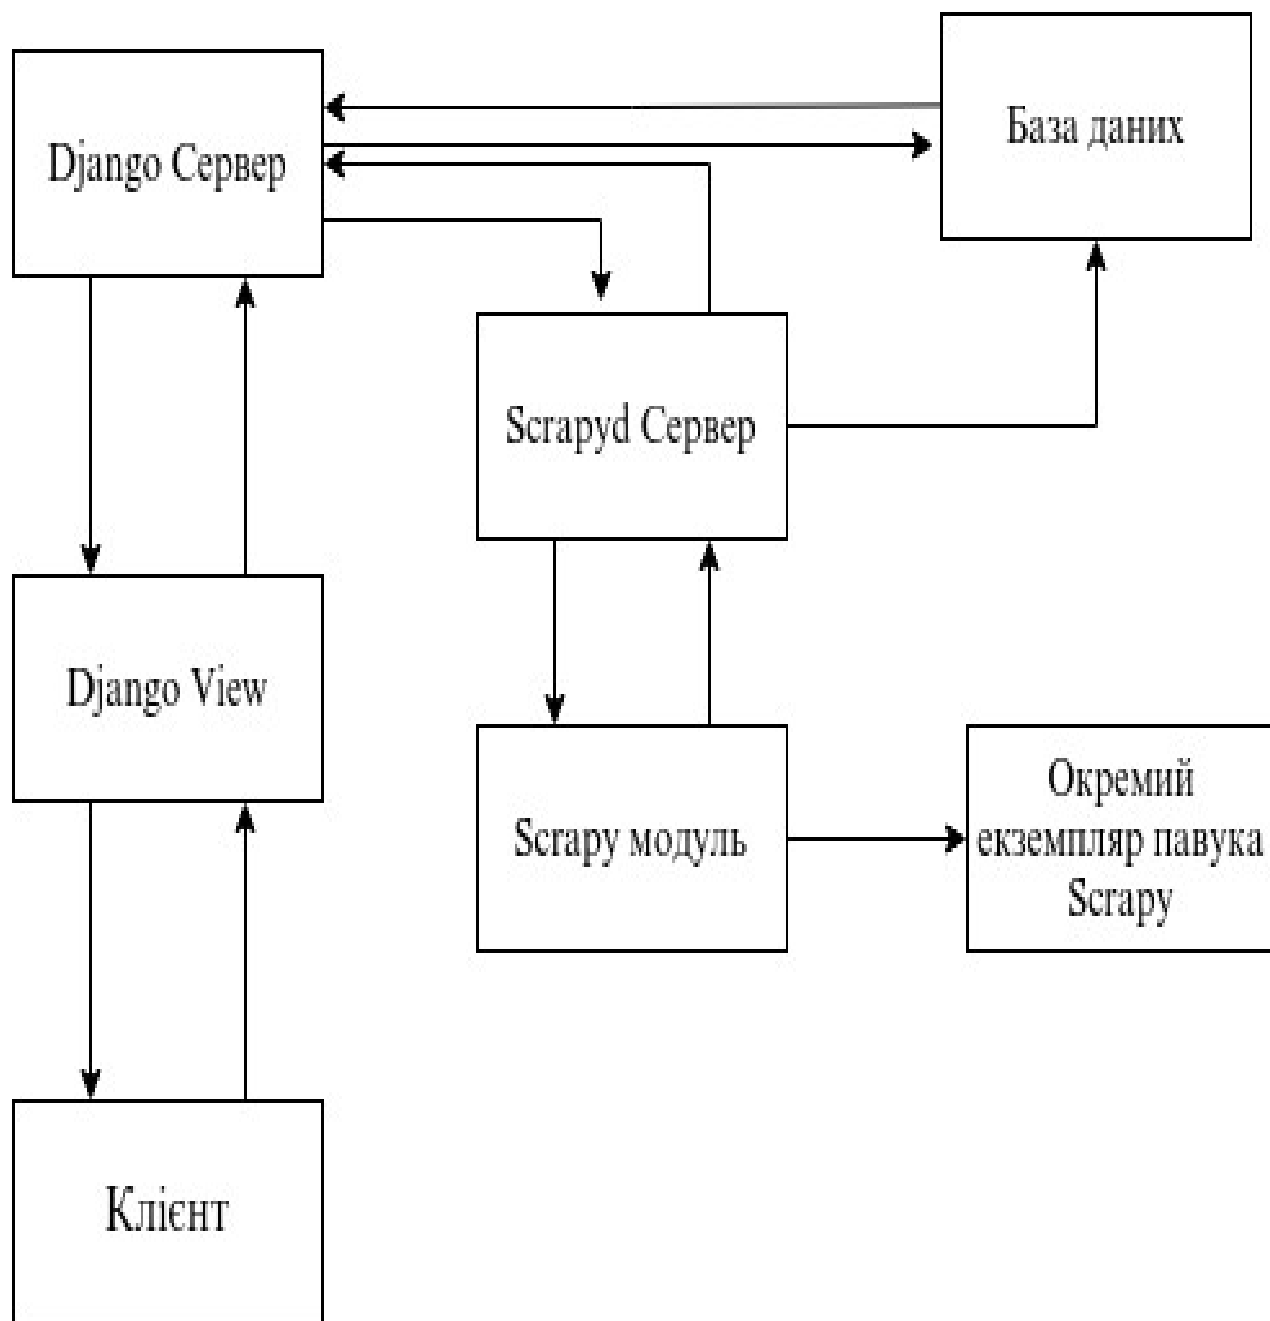 Django Сервер
База даних
Scrapyd Сервер
Django View
Scrapy модуль
Окремий
екземпляр павука
Scrapy
Клієнт